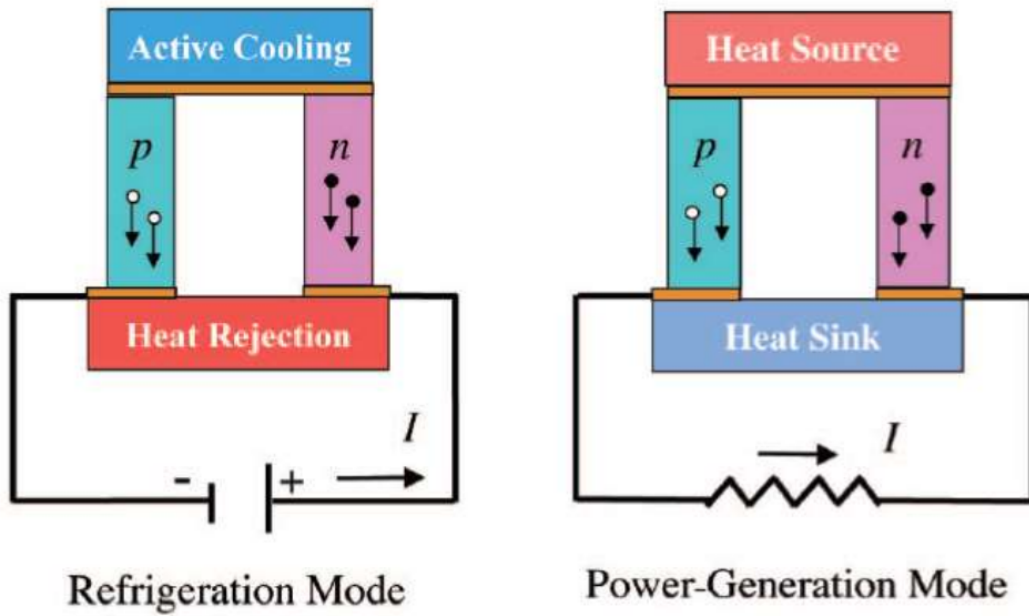 Active Cooling
p
n
Heat Rejection
I
- +
Refrigeration Mode
Heat Source
p
n
Heat Sink
I
Power-Generation Mode